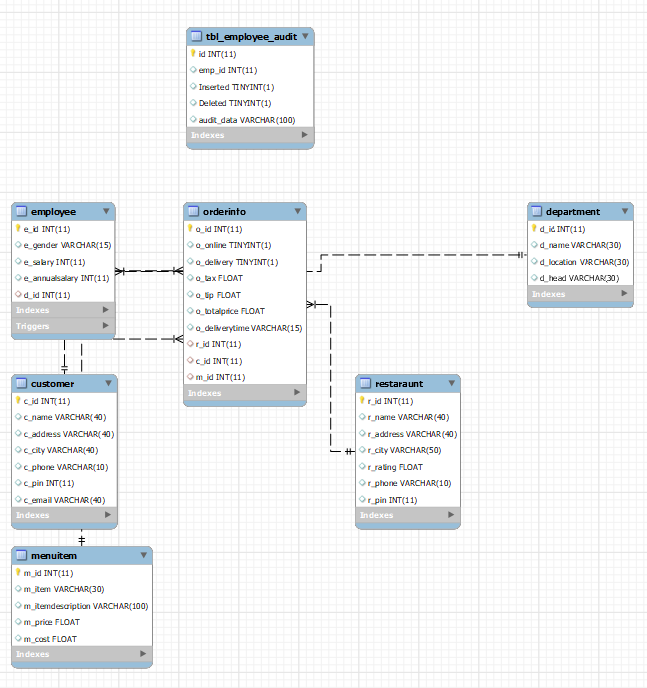 tbl_employee_audit
id INT(11)
emp_id INT(11)
Inserted TINYINT(1)
Deleted TINYINT(1)
audit_data VARCHAR(100)
Indexes
employee
e_id INT(11)
e_gender VARCHAR(15)
e_salary INT(11)
e_annualsalary INT(11)
d_id INT(11)
Indexes
Triggers
orderinfo
o_id INT(11)
o_online TINYINT(1)
o_delivery TINYINT(1)
o_tax FLOAT
o_tip FLOAT
o_totalprice FLOAT
o_deliverytime VARCHAR(15)
r_id INT(11)
c_id INT(11)
m_id INT(11)
Indexes
department
d_id INT(11)
d_name VARCHAR(30)
d_location VARCHAR(30)
d_head VARCHAR(30)
Indexes
customer
c_id INT(11)
c_name VARCHAR(40)
c_address VARCHAR(40)
c_city VARCHAR(40)
c_phone VARCHAR(10)
c_pin INT(11)
c_email VARCHAR(40)
Indexes
restaraunt
r_id INT(11)
r_name VARCHAR(40)
r_address VARCHAR(40)
r_city VARCHAR(50)
r_rating FLOAT
r_phone VARCHAR(10)
r_pin INT(11)
Indexes
menuitem
m_id INT(11)
m_item VARCHAR(30)
m_itemdescription VARCHAR(100)
m_price FLOAT
m_cost FLOAT
Indexes